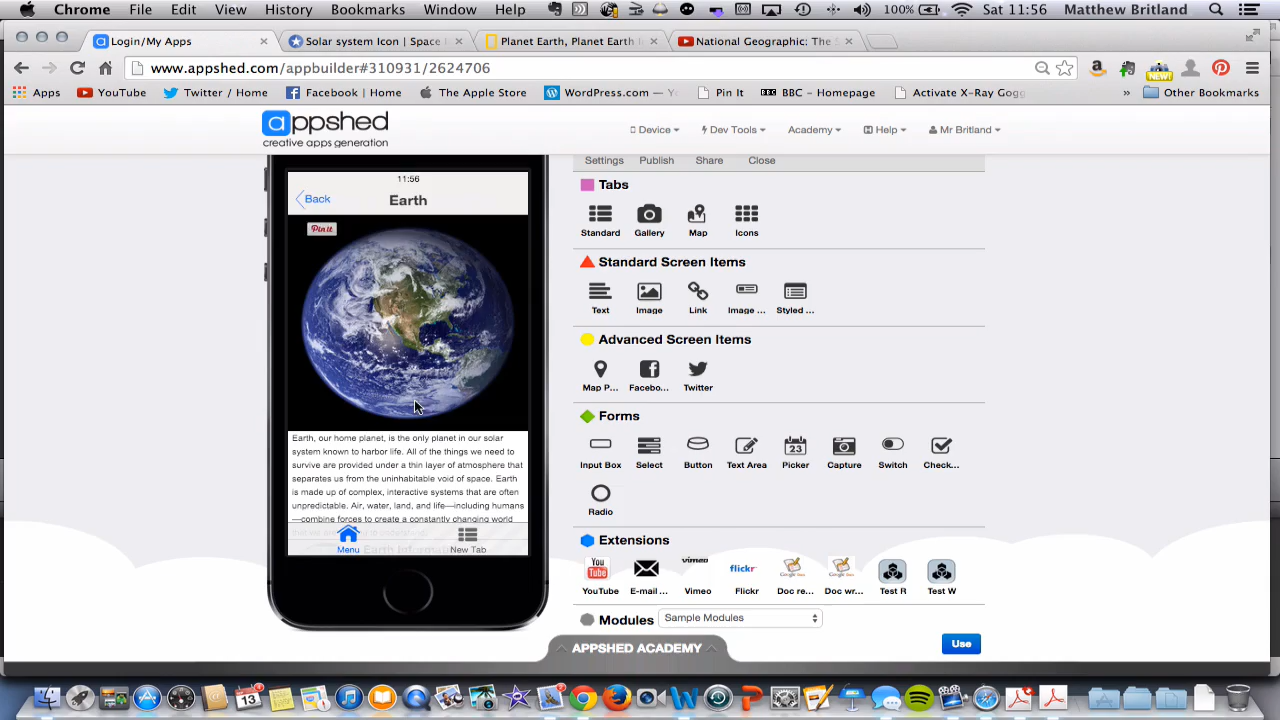 Chrome File Edit View History Bookmarks Window Help 100% Sat 11:56 Matthew Britland
Login/My Apps Solar system Icon | Space Planet Earth, Planet Earth National Geographic: The
www.appshed.com/appbuilder#310931/2624706
Apps YouTube Twitter / Home Facebook | Home The Apple Store WordPress.com — Pin It BBC - Homepage Activate X-Ray Gogg » Other Bookmarks
NEW!
appshed
creative apps generation
Device Dev Tools Academy Help Mr Britland
Settings Publish Share Close
11:56
Back Earth
Pin it
Earth, our home planet, is the only planet in our solar
system known to harbor life. All of the things we need to
survive are provided under a thin layer of atmosphere that
separates us from the uninhabitable void of space. Earth
is made up of complex, interactive systems that are often
unpredictable. Air, water, land, and life—including humans
—combine forces to create a constantly changing world
Menu New Tab
Tabs
Standard Gallery Map Icons
Standard Screen Items
Text Image Link Image ... Styled ...
Advanced Screen Items
Map P... Facebo... Twitter
Forms
23
Input Box Select Button Text Area Picker Capture Switch Check...
Radio
Extensions
You Tube vimeo flickr
YouTube E-mail ... Vimeo Flickr Doc re... Doc wr... Test R Test W
Modules Sample Modules
APPSHED ACADEMY
Use
13